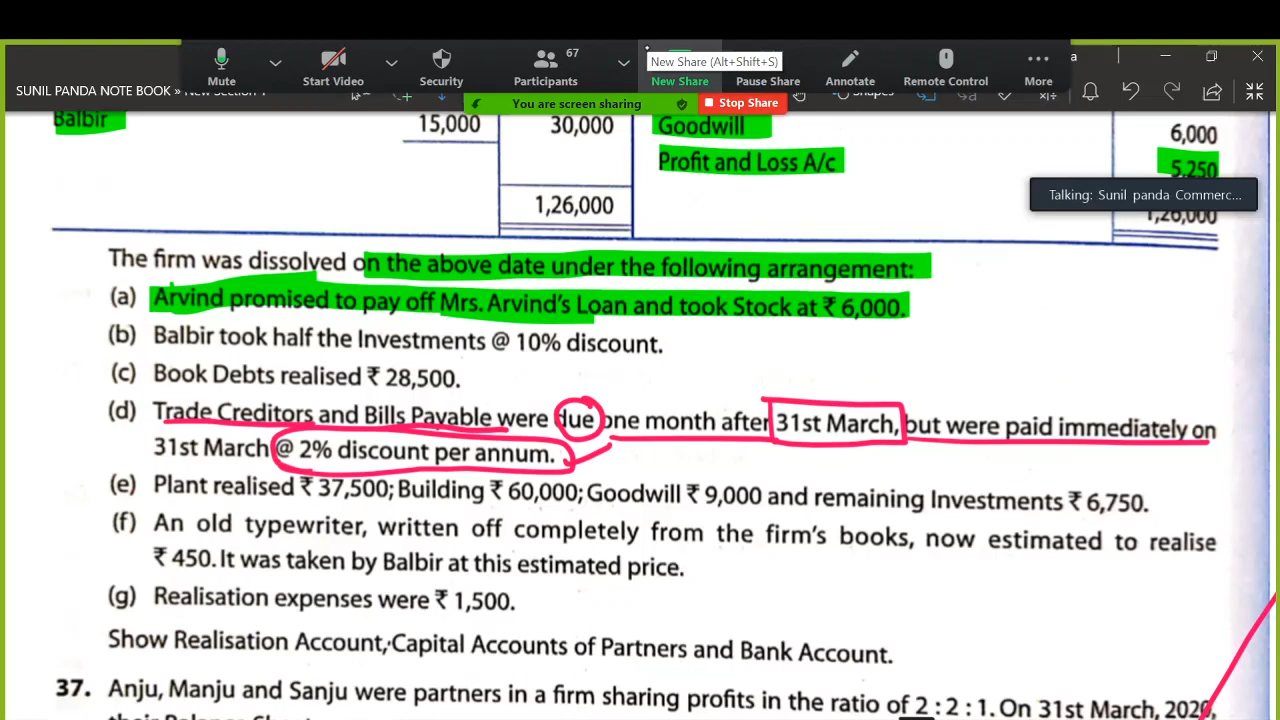 67
New Share (Alt+Shift+S)
a
Mute
Start Video
Security
Participants
New Share
Pause Share
Annotate
Remote Control
More
SUNIL PANDA NOTE BOOK » New Section 1
You are screen sharing
Stop Share
Shapes
Balbir 15,000 30,000 Goodwill 6,000
Profit and Loss A/c 5,250
Talking: Sunil panda Commerc...
1,26,000 1,26,000
The firm was dissolved on the above date under the following arrangement:
(a) Arvind promised to pay off Mrs. Arvind's Loan and took Stock at ₹ 6,000.
(b) Balbir took half the Investments @ 10% discount.
(c) Book Debts realised ₹ 28,500.
(d) Trade Creditors and Bills Payable were due one month after 31st March, but were paid immediately on
31st March @ 2% discount per annum.
(e) Plant realised ₹ 37,500; Building ₹ 60,000; Goodwill ₹ 9,000 and remaining Investments ₹ 6,750.
(f) An old typewriter, written off completely from the firm's books, now estimated to realise
₹ 450. It was taken by Balbir at this estimated price.
(g) Realisation expenses were ₹ 1,500.
Show Realisation Account, Capital Accounts of Partners and Bank Account.
37. Anju, Manju and Sanju were partners in a firm sharing profits in the ratio of 2 : 2 : 1. On 31st March, 2020,